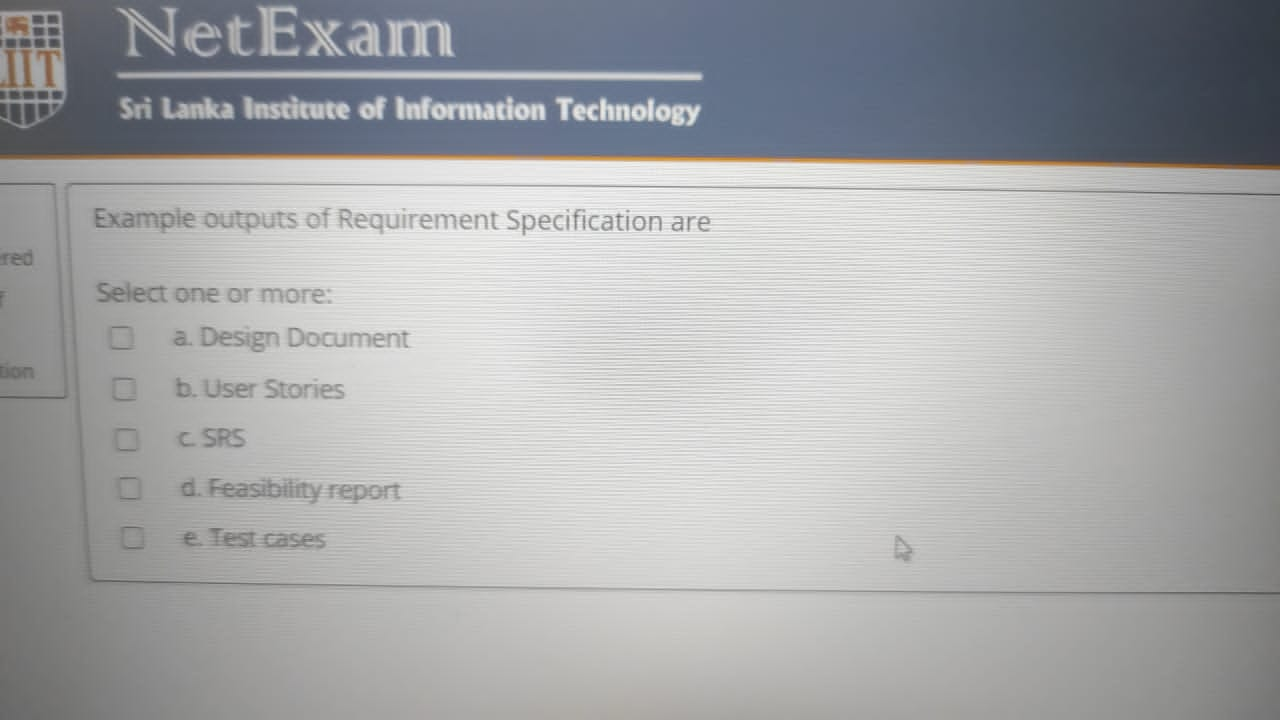 NetExam
IIT
Sri Lanka Institute of Information Technology
Example outputs of Requirement Specification are
red
f
tion
Select one or more:
a. Design Document
b. User Stories
c. SRS
d. Feasibility report
e. Test cases